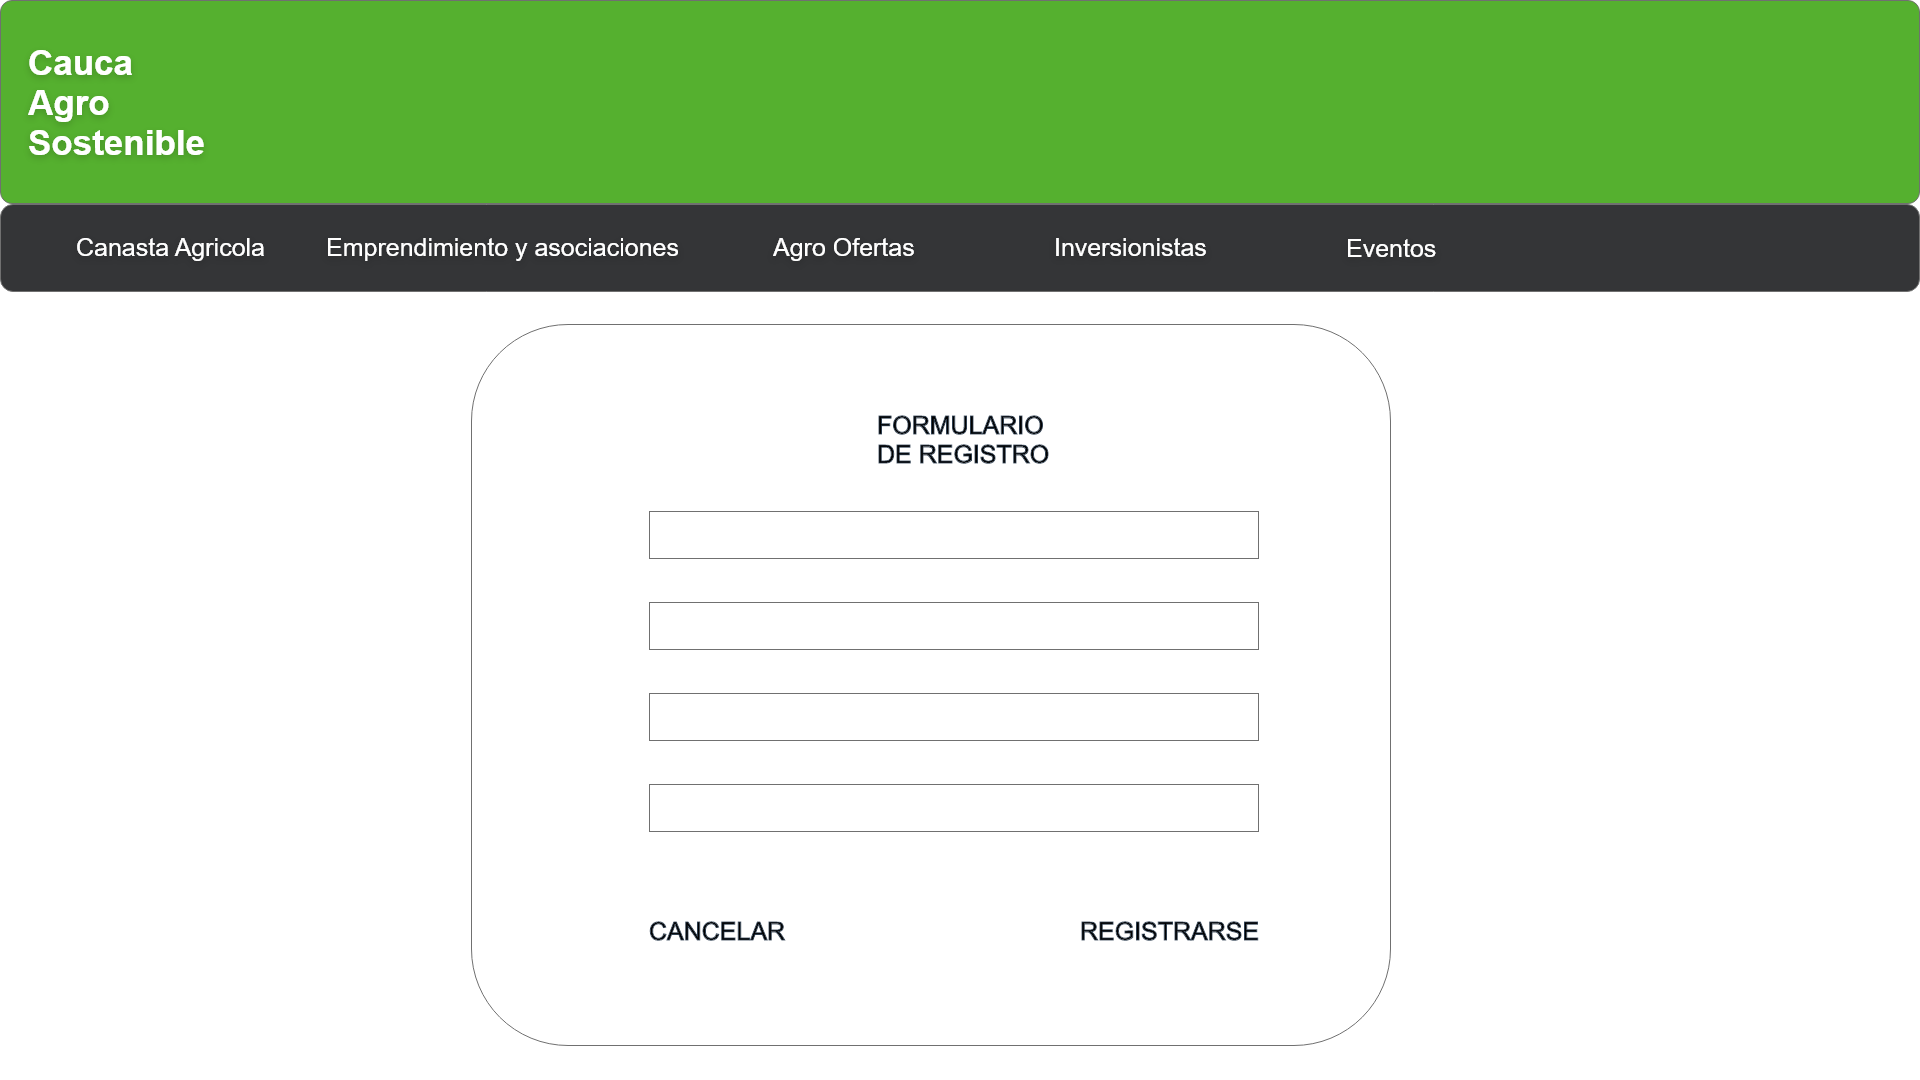 Cauca
Agro
Sostenible
Canasta Agricola
Emprendimiento y asociaciones
Agro Ofertas
Inversionistas
Eventos
FORMULARIO
DE REGISTRO
CANCELAR
REGISTRARSE